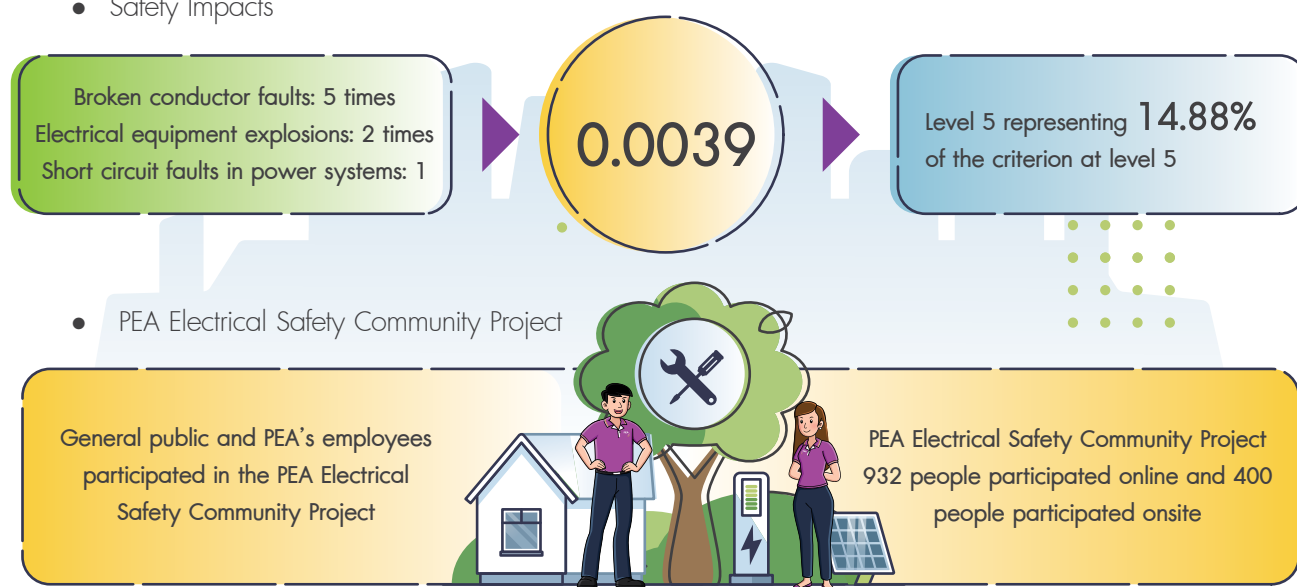 ● Safety Impacts
Broken conductor faults: 5 times
Electrical equipment explosions: 2 times
Short circuit faults in power systems: 1
0.0039
Level 5 representing 14.88%
of the criterion at level 5
● PEA Electrical Safety Community Project
General public and PEA’s employees
participated in the PEA Electrical
Safety Community Project
PEA Electrical Safety Community Project
932 people participated online and 400
people participated onsite